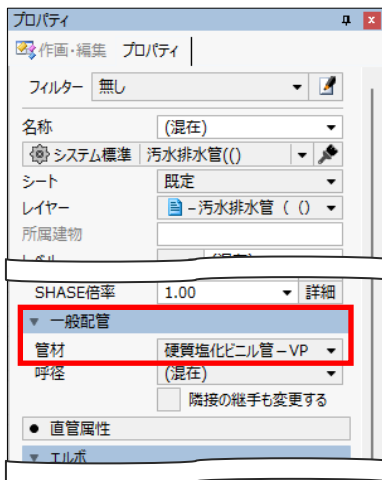 プロパティ
作画・編集 プロパティ
フィルター 無し
名称 (混在)
システム標準 汚水排水管(()
シート 既定
レイヤー －汚水排水管（ ()
所属建物
SHASE倍率 1.00 詳細
▼ 一般配管
管材 硬質塩化ビニル管－VP
呼径 (混在)
隣接の継手も変更する
● 直管属性
▼ エルボ